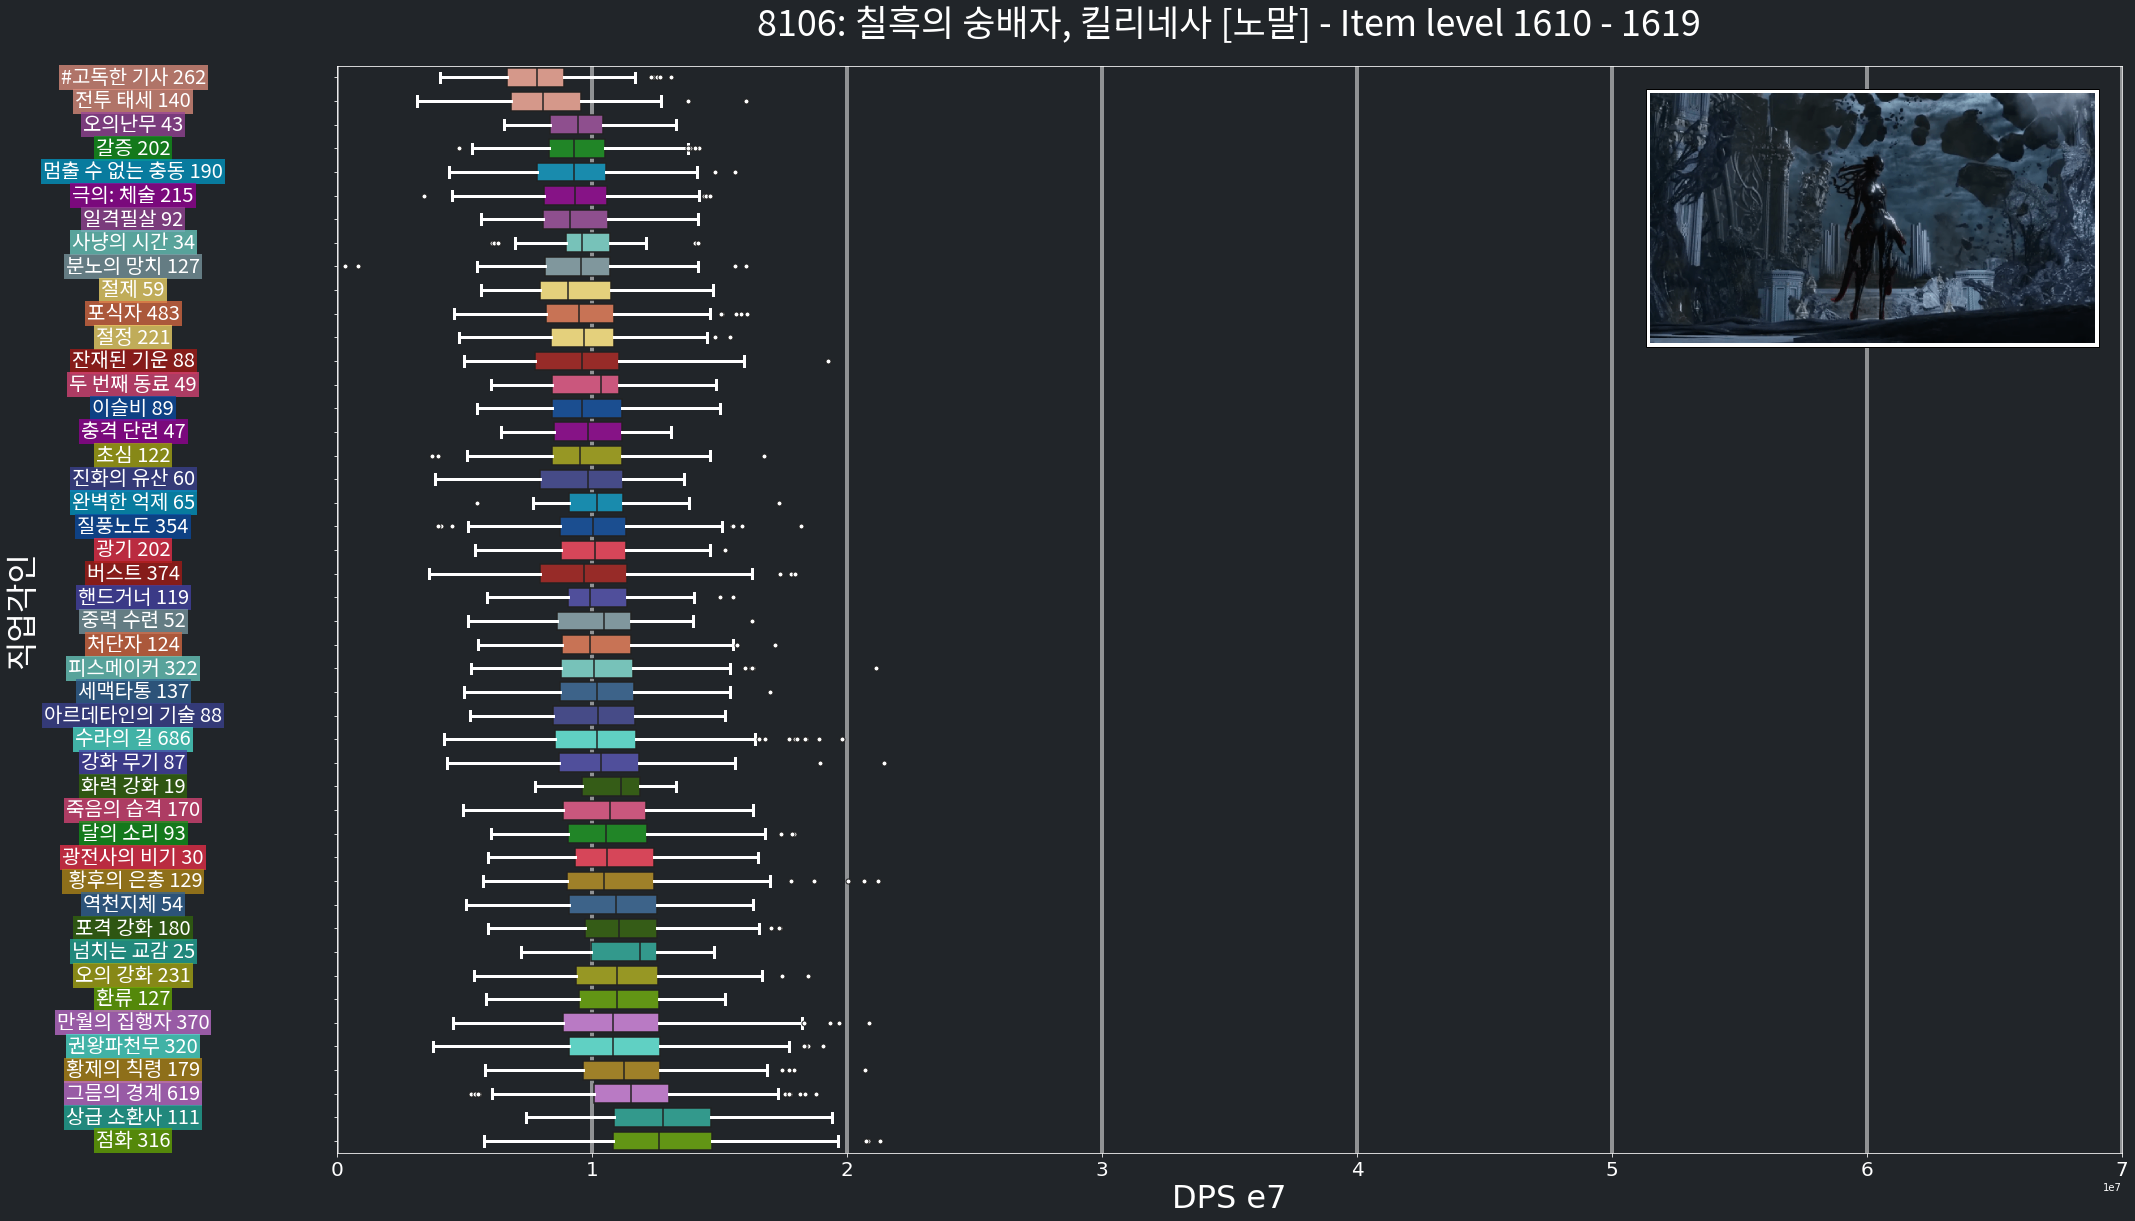 8106: 칠흑의 숭배자, 킬리네사 [노말] - Item level 1610 - 1619
#고독한 기사 262
전투 태세 140
오의난무 43
갈증 202
멈출 수 없는 충동 190
극의: 체술 215
일격필살 92
사냥의 시간 34
분노의 망치 127
절제 59
포식자 483
절정 221
잔재된 기운 88
두 번째 동료 49
이슬비 89
충격 단련 47
초심 122
진화의 유산 60
완벽한 억제 65
질풍노도 354
광기 202
버스트 374
핸드거너 119
중력 수련 52
처단자 124
피스메이커 322
세맥타통 137
아르데타인의 기술 88
수라의 길 686
강화 무기 87
화력 강화 19
죽음의 습격 170
달의 소리 93
광전사의 비기 30
황후의 은총 129
역천지체 54
포격 강화 180
넘치는 교감 25
오의 강화 231
환류 127
만월의 집행자 370
권왕파천무 320
황제의 칙령 179
그믐의 경계 619
상급 소환사 111
점화 316
직업각인
0 1 2 3 4 5 6 7
1e7
DPS e7